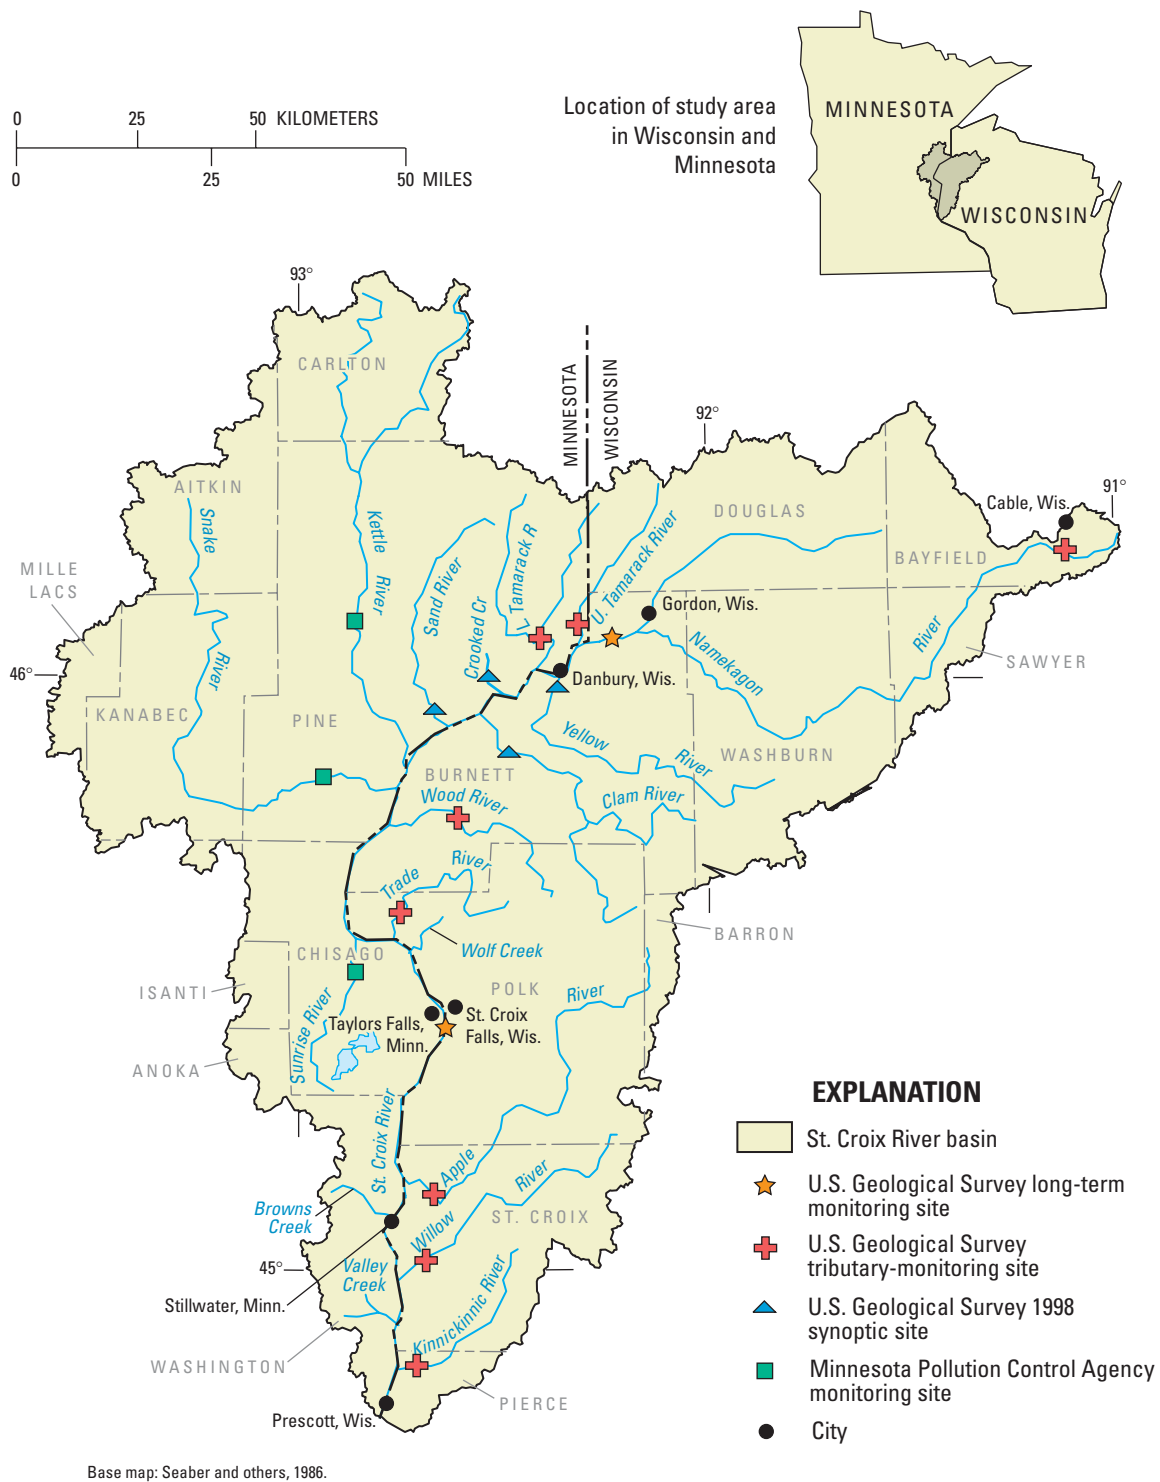 0 25 50 KILOMETERS
0 25 50 MILES
Location of study area
in Wisconsin and
Minnesota
MINNESOTA
WISCONSIN
93°
CARLTON
MINNESOTA
WISCONSIN
92°
AITKIN
Snake
River
Kettle
River
Sand River
Crooked Cr
L. Tamarack R
U. Tamarack River
DOUGLAS
Cable, Wis.
91°
BAYFIELD
MILLE
LACS
Gordon, Wis.
Namekagon
River
SAWYER
46°
Danbury, Wis.
KANABEC
PINE
Yellow
River
WASHBURN
BURNETT
Wood River
Clam River
Trade
River
Wolf Creek
BARRON
CHISAGO
ISANTI
POLK
River
Sunrise River
Taylors Falls,
Minn.
St. Croix
Falls, Wis.
ANOKA
St. Croix River
Apple
River
Browns
Creek
Willow
ST. CROIX
45°
Valley
Creek
Stillwater, Minn.
Kinnickinnic River
WASHINGTON
PIERCE
Prescott, Wis.
EXPLANATION
St. Croix River basin
U.S. Geological Survey long-term
monitoring site
U.S. Geological Survey
tributary-monitoring site
U.S. Geological Survey 1998
synoptic site
Minnesota Pollution Control Agency
monitoring site
City
Base map: Seaber and others, 1986.